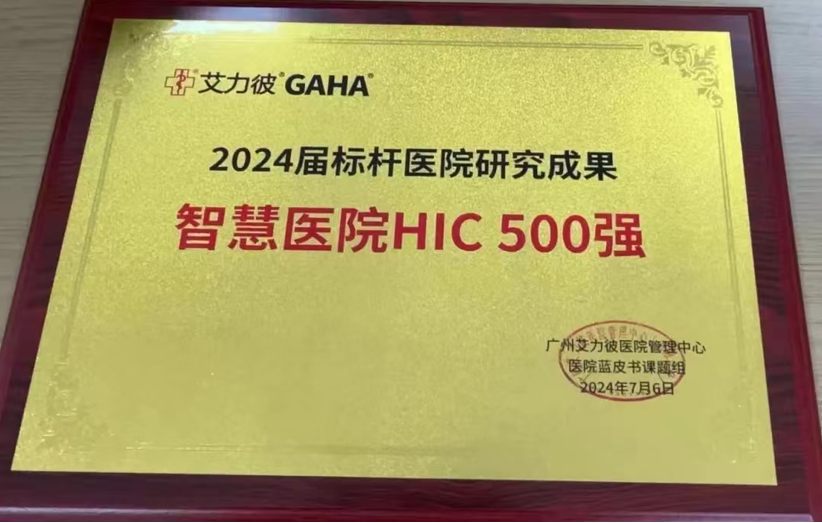 艾力彼® GAHA®
2024届标杆医院研究成果
智慧医院HIC 500强
广州艾力彼医院管理中心
医院蓝皮书课题组
2024年7月6日